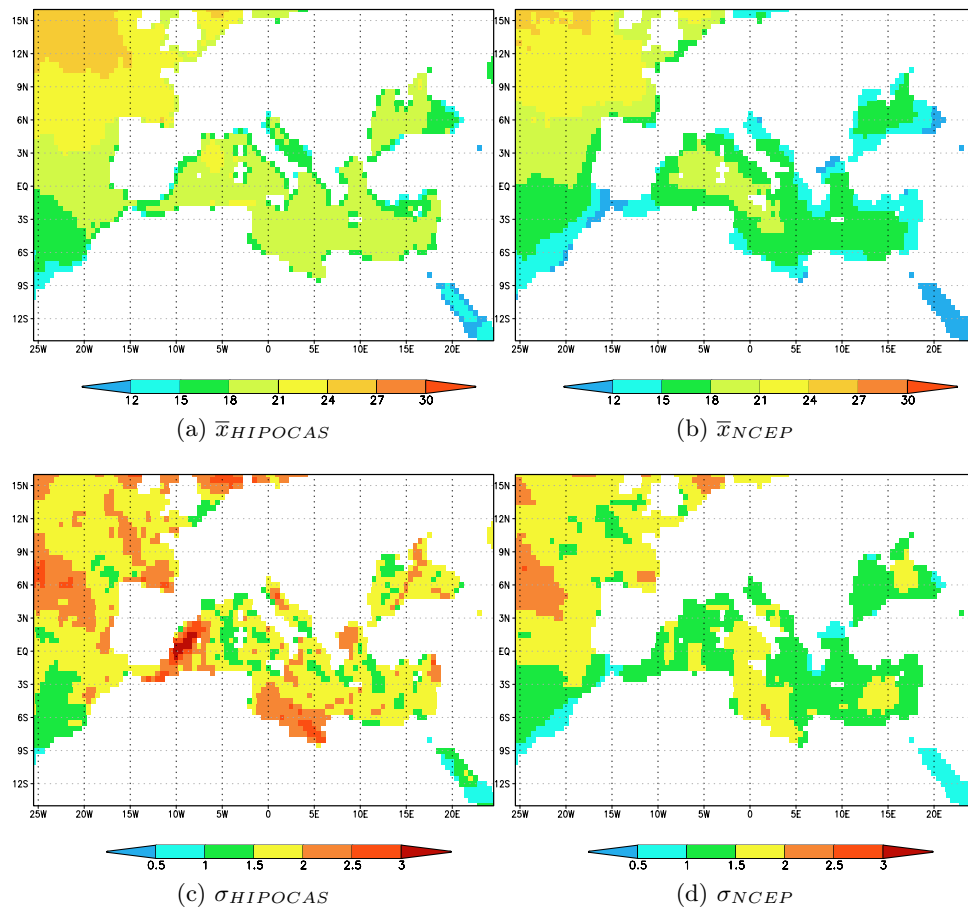 15N 15N
12N 12N
9N 9N
6N 6N
3N 3N
EQ EQ
3S 3S
6S 6S
9S 9S
12S 12S
25W 20W 15W 10W 5W 0 5E 10E 15E 20E 25W 20W 15W 10W 5W 0 5E 10E 15E 20E
12 15 18 21 24 27 30 12 15 18 21 24 27 30
(a) x̅HIPOCAS (b) x̅NCEP
15N 15N
12N 12N
9N 9N
6N 6N
3N 3N
EQ EQ
3S 3S
6S 6S
9S 9S
12S 12S
25W 20W 15W 10W 5W 0 5E 10E 15E 20E 25W 20W 15W 10W 5W 0 5E 10E 15E 20E
0.5 1 1.5 2 2.5 3 0.5 1 1.5 2 2.5 3
(c) σHIPOCAS (d) σNCEP